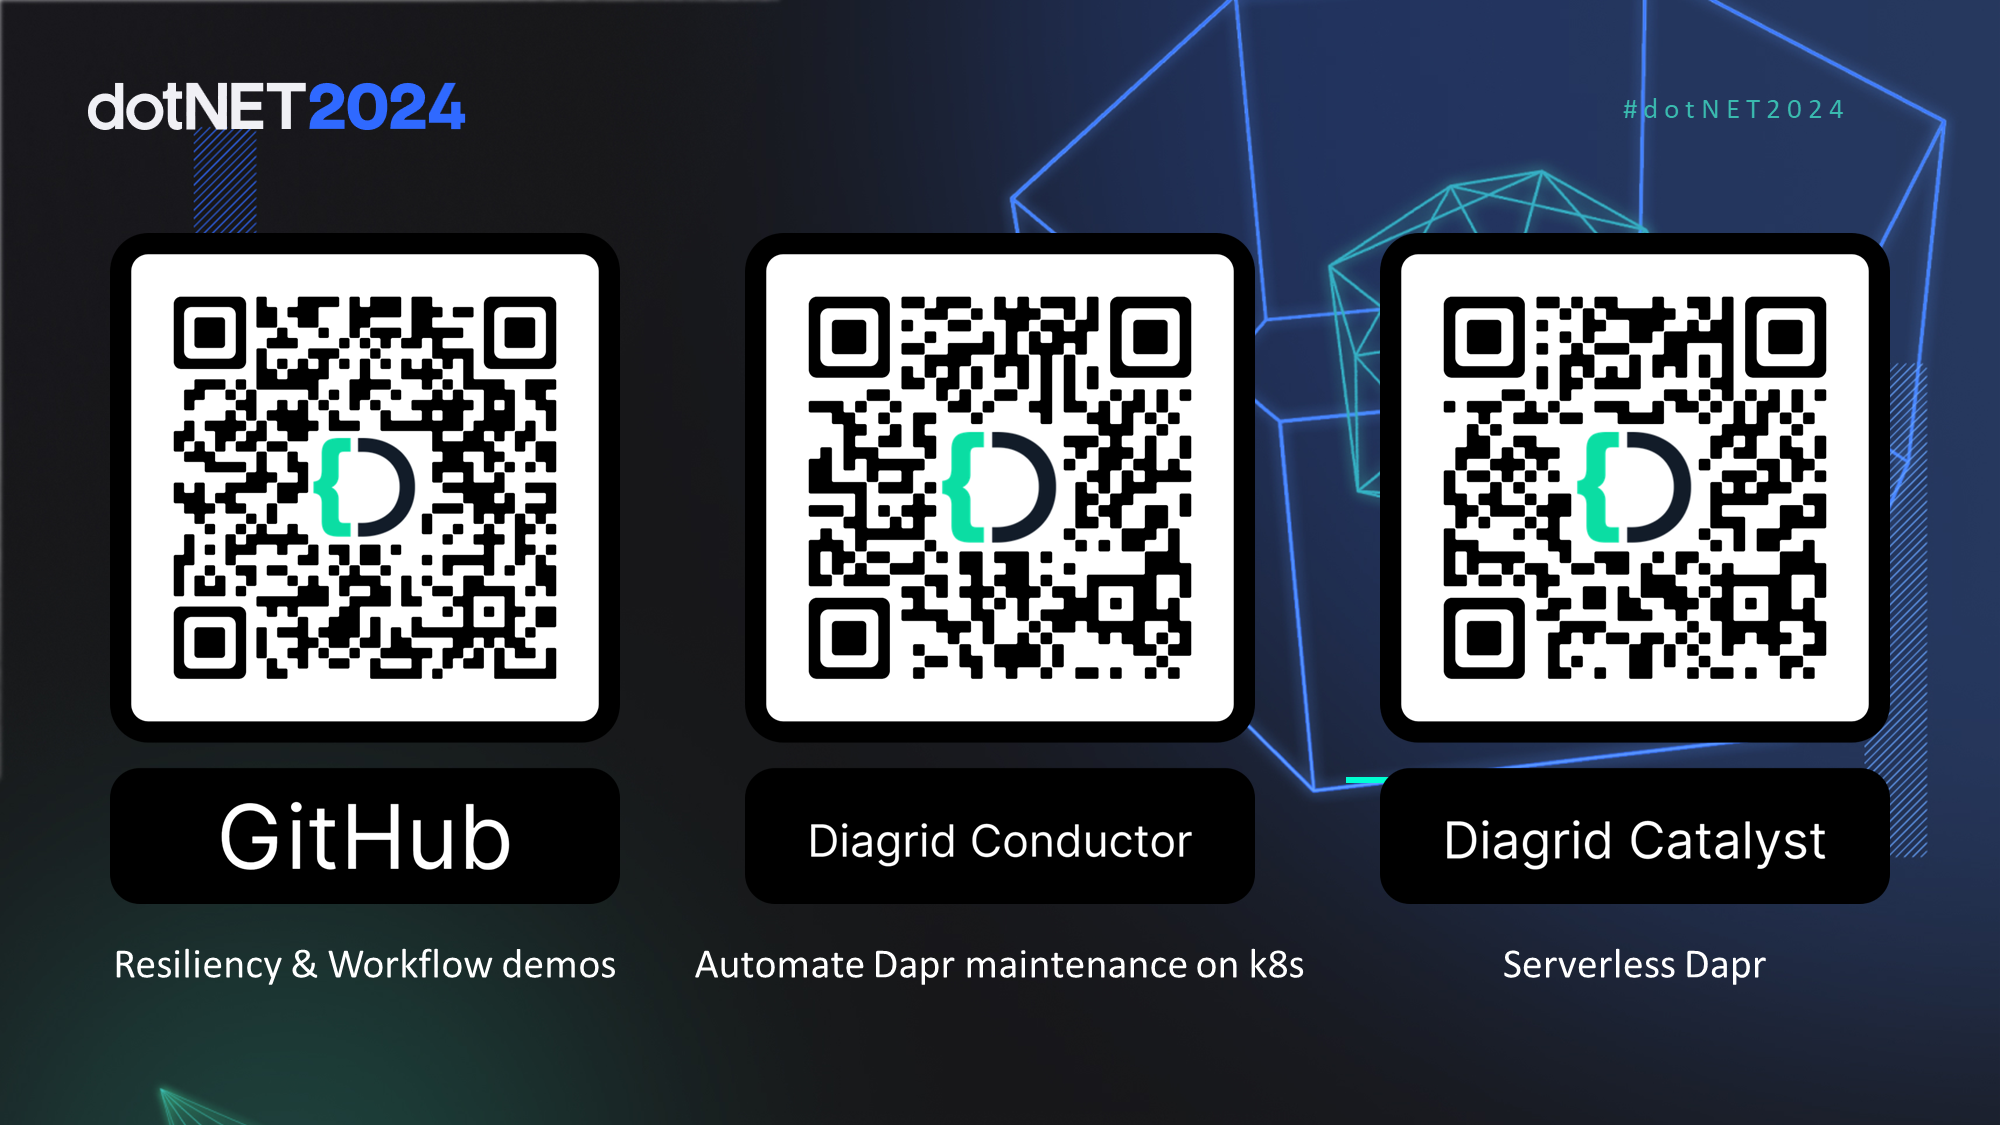 dotNET2024
#dotNET2024
GitHub
Diagrid Conductor
Diagrid Catalyst
Resiliency & Workflow demos
Automate Dapr maintenance on k8s
Serverless Dapr